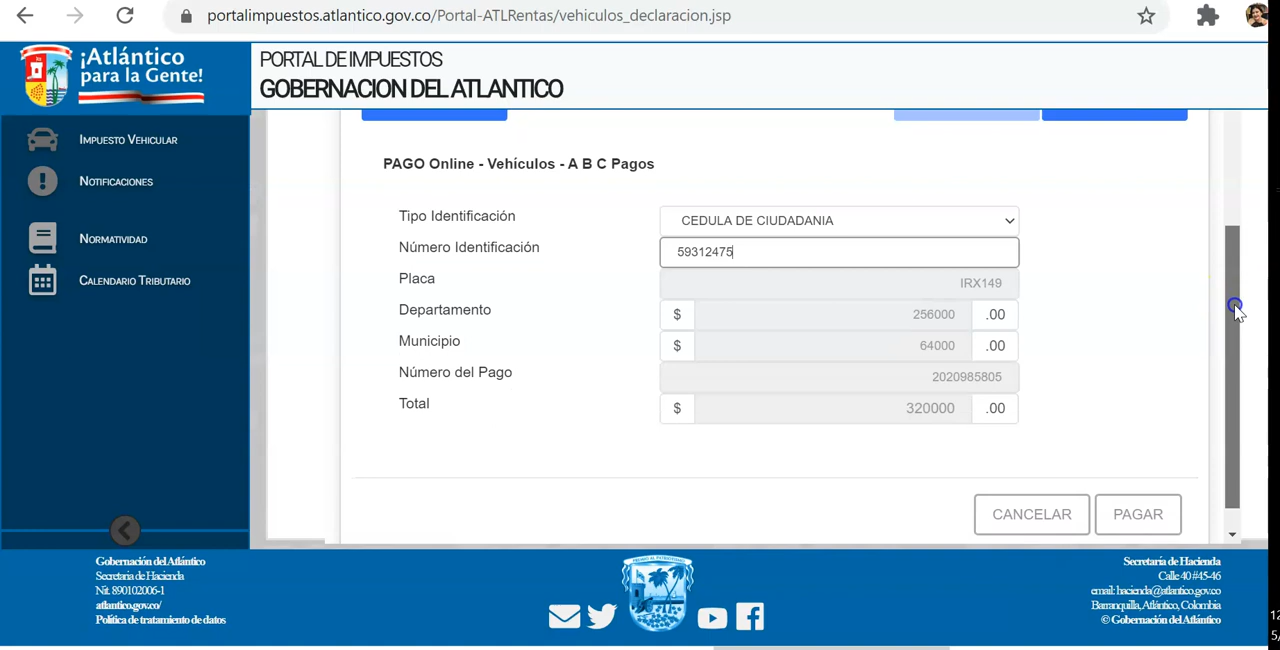 portalimpuestos.atlantico.gov.co/Portal-ATLRentas/vehiculos_declaracion.jsp
¡Atlántico
para la Gente!
PORTAL DE IMPUESTOS
GOBERNACION DEL ATLANTICO
IMPUESTO VEHICULAR
NOTIFICACIONES
NORMATIVIDAD
CALENDARIO TRIBUTARIO
PAGO Online - Vehículos - A B C Pagos
Tipo Identificación CEDULA DE CIUDADANIA
Número Identificación 59312475
Placa IRX149
Departamento $ 256000 .00
Municipio $ 64000 .00
Número del Pago 2020985805
Total $ 320000 .00
CANCELAR PAGAR
Gobernación del Atlántico
Secretaria de Hacienda
Nit. 890102006-1
atlantico.gov.co/
Política de tratamiento de datos
Secretaría de Hacienda
Calle 40 #45-46
email: hacienda@atlantico.gov.co
Barranquilla, Atlántico, Colombia
© Gobernación del Atlántico
12
5/